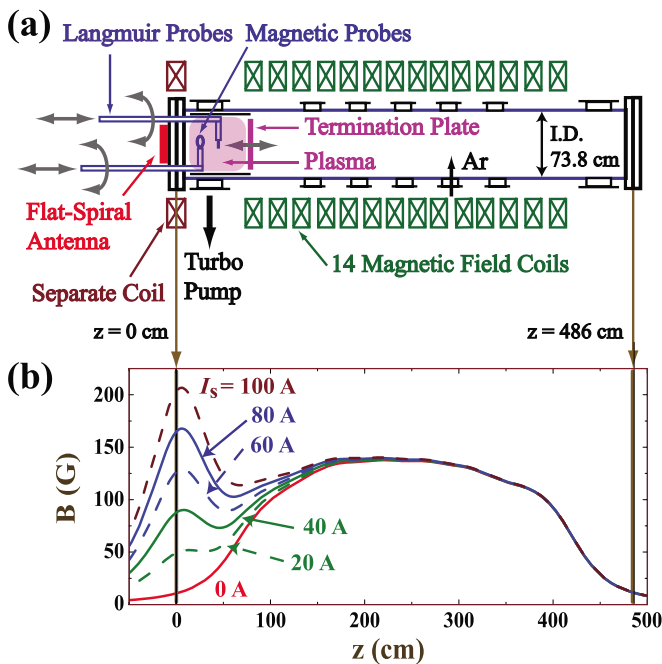 (a)
Langmuir Probes
Magnetic Probes
Termination Plate
Plasma
I.D.
73.8 cm
Ar
Flat-Spiral
Antenna
Turbo
Pump
14 Magnetic Field Coils
Separate Coil
z = 0 cm
z = 486 cm
(b)
B (G)
200
150
100
50
0
Is = 100 A
80 A
60 A
40 A
20 A
0 A
0 100 200 300 400 500
z (cm)